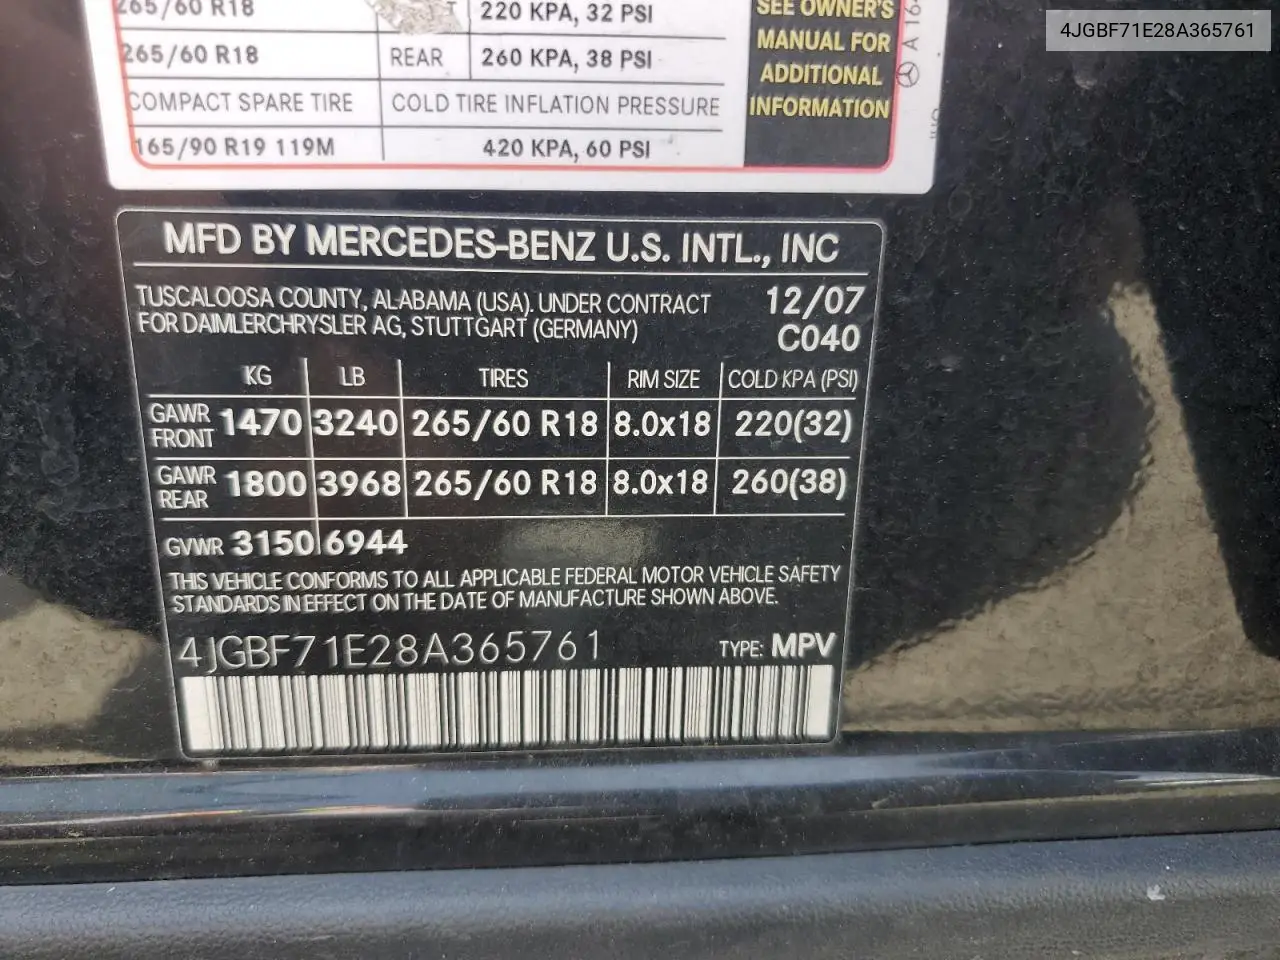 265/60 R18 220 KPA, 32 PSI SEE OWNER'S
265/60 R18 REAR 260 KPA, 38 PSI MANUAL FOR
COMPACT SPARE TIRE COLD TIRE INFLATION PRESSURE ADDITIONAL
165/90 R19 119M 420 KPA, 60 PSI INFORMATION
4JGBF71E28A365761
MFD BY MERCEDES-BENZ U.S. INTL., INC
TUSCALOOSA COUNTY, ALABAMA (USA). UNDER CONTRACT 12/07
FOR DAIMLERCHRYSLER AG, STUTTGART (GERMANY) C040
KG LB TIRES RIM SIZE COLD KPA (PSI)
GAWR FRONT 1470 3240 265/60 R18 8.0x18 220(32)
GAWR REAR 1800 3968 265/60 R18 8.0x18 260(38)
GVWR 3150 6944
THIS VEHICLE CONFORMS TO ALL APPLICABLE FEDERAL MOTOR VEHICLE SAFETY
STANDARDS IN EFFECT ON THE DATE OF MANUFACTURE SHOWN ABOVE.
4JGBF71E28A365761 TYPE: MPV